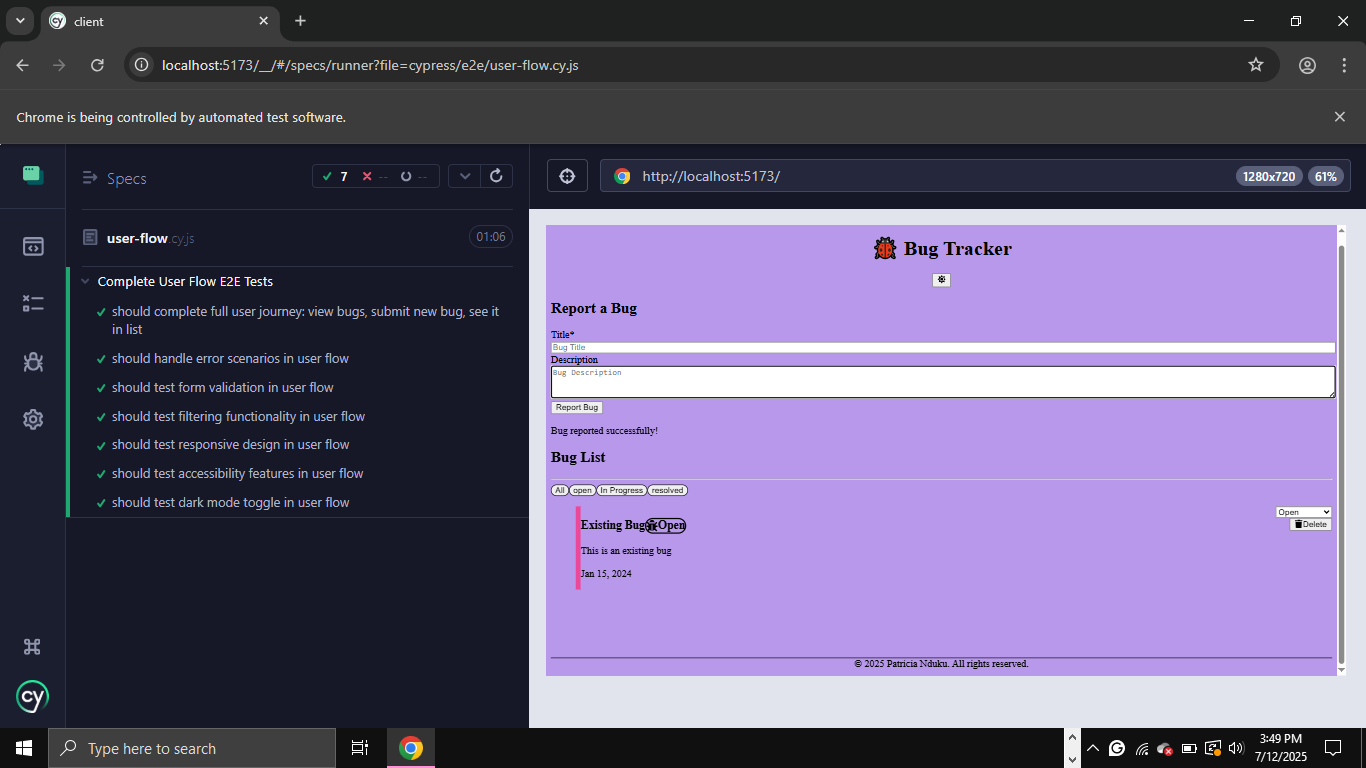 client
localhost:5173/__/#/specs/runner?file=cypress/e2e/user-flow.cy.js
Chrome is being controlled by automated test software.
Specs
7
--
--
user-flow.cy.js
01:06
Complete User Flow E2E Tests
should complete full user journey: view bugs, submit new bug, see it
in list
should handle error scenarios in user flow
should test form validation in user flow
should test filtering functionality in user flow
should test responsive design in user flow
should test accessibility features in user flow
should test dark mode toggle in user flow
cy
http://localhost:5173/
1280x720
61%
Bug Tracker
Report a Bug
Title*
Bug Title
Description
Bug Description
Report Bug
Bug reported successfully!
Bug List
All
open
In Progress
resolved
Existing Bug
Open
Open
Delete
This is an existing bug
Jan 15, 2024
© 2025 Patricia Nduku. All rights reserved.
Type here to search
3:49 PM
7/12/2025